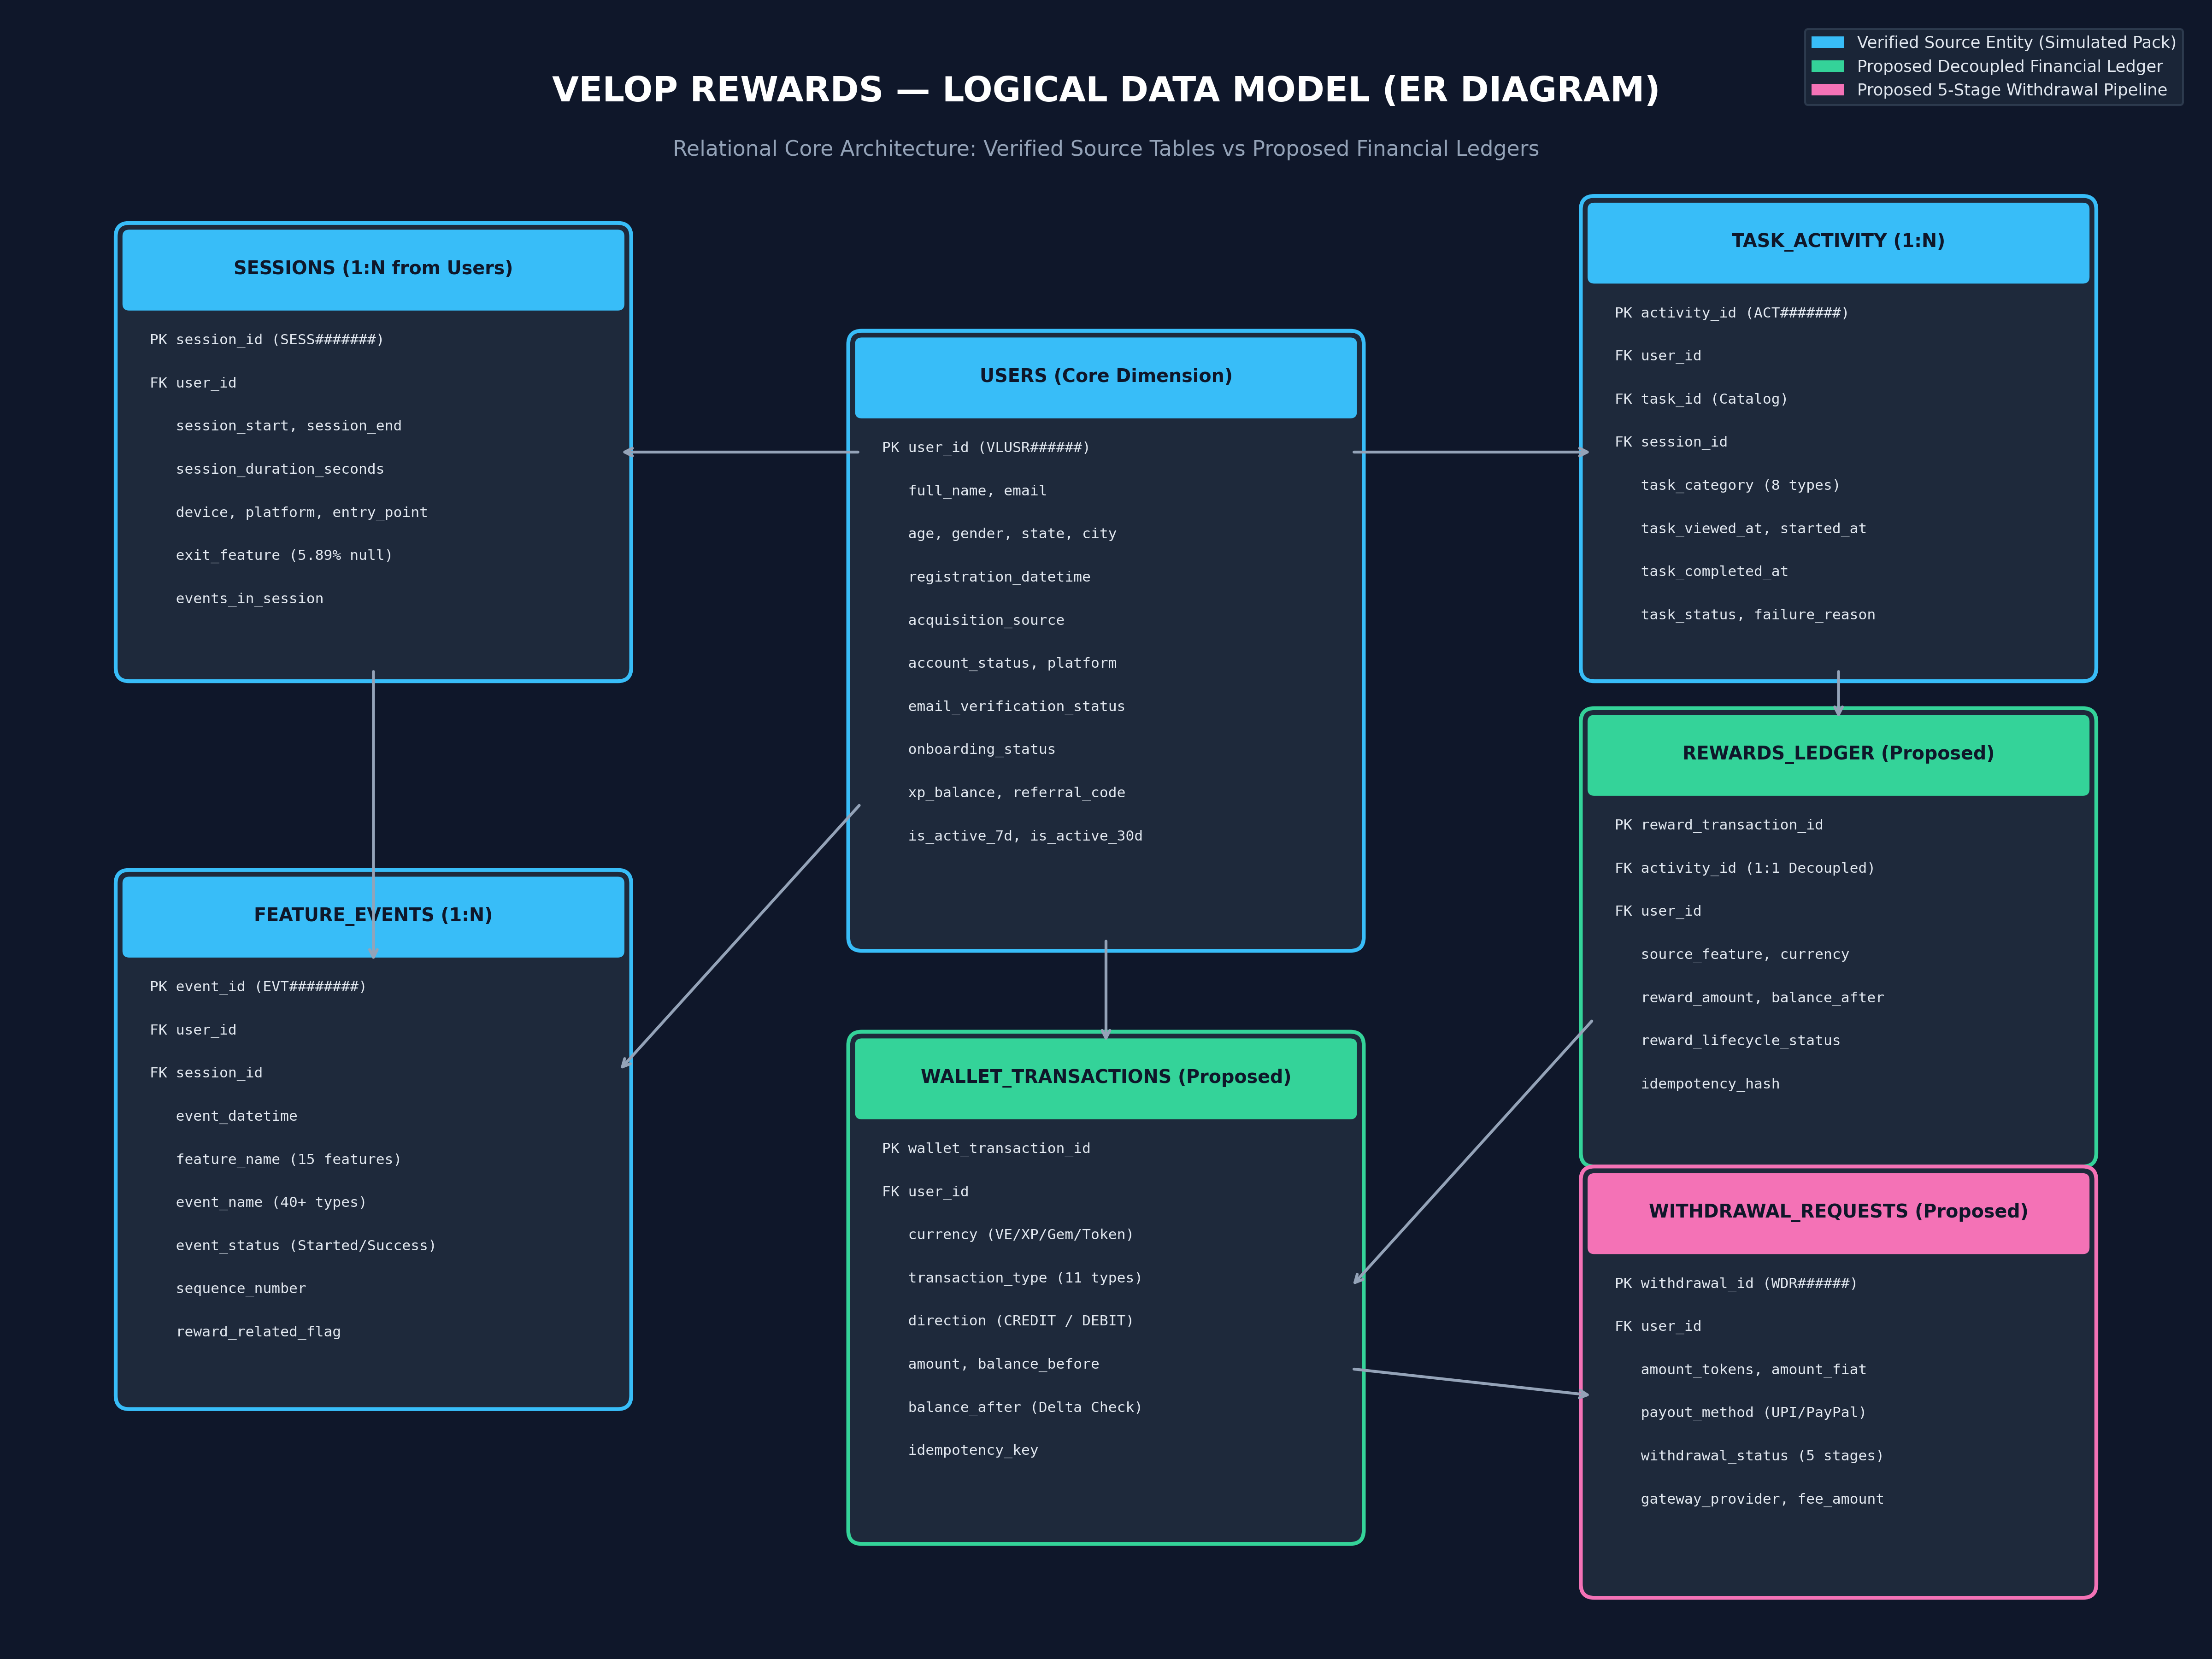 Verified Source Entity (Simulated Pack)
Proposed Decoupled Financial Ledger
Proposed 5-Stage Withdrawal Pipeline
VELOP REWARDS — LOGICAL DATA MODEL (ER DIAGRAM)
Relational Core Architecture: Verified Source Tables vs Proposed Financial Ledgers
SESSIONS (1:N from Users)
PK session_id (SESS#######)
FK user_id
session_start, session_end
session_duration_seconds
device, platform, entry_point
exit_feature (5.89% null)
events_in_session
USERS (Core Dimension)
PK user_id (VLUSR######)
full_name, email
age, gender, state, city
registration_datetime
acquisition_source
account_status, platform
email_verification_status
onboarding_status
xp_balance, referral_code
is_active_7d, is_active_30d
TASK_ACTIVITY (1:N)
PK activity_id (ACT#######)
FK user_id
FK task_id (Catalog)
FK session_id
task_category (8 types)
task_viewed_at, started_at
task_completed_at
task_status, failure_reason
FEATURE_EVENTS (1:N)
PK event_id (EVT########)
FK user_id
FK session_id
event_datetime
feature_name (15 features)
event_name (40+ types)
event_status (Started/Success)
sequence_number
reward_related_flag
WALLET_TRANSACTIONS (Proposed)
PK wallet_transaction_id
FK user_id
currency (VE/XP/Gem/Token)
transaction_type (11 types)
direction (CREDIT / DEBIT)
amount, balance_before
balance_after (Delta Check)
idempotency_key
REWARDS_LEDGER (Proposed)
PK reward_transaction_id
FK activity_id (1:1 Decoupled)
FK user_id
source_feature, currency
reward_amount, balance_after
reward_lifecycle_status
idempotency_hash
WITHDRAWAL_REQUESTS (Proposed)
PK withdrawal_id (WDR######)
FK user_id
amount_tokens, amount_fiat
payout_method (UPI/PayPal)
withdrawal_status (5 stages)
gateway_provider, fee_amount